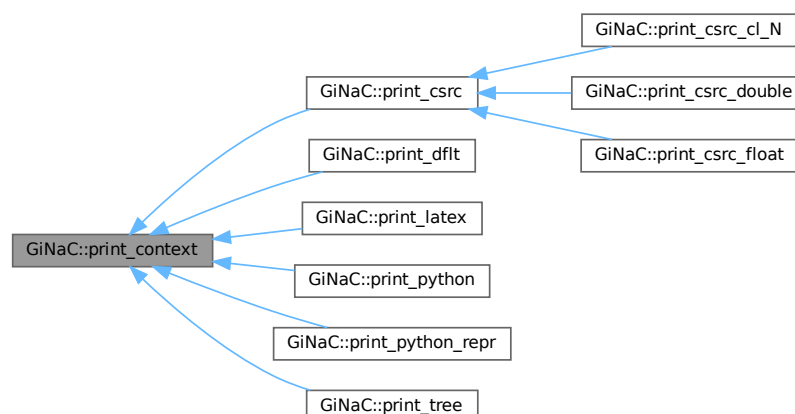 GiNaC::print_csrc_cl_N
GiNaC::print_csrc
GiNaC::print_csrc_double
GiNaC::print_csrc_float
GiNaC::print_dflt
GiNaC::print_latex
GiNaC::print_context
GiNaC::print_python
GiNaC::print_python_repr
GiNaC::print_tree